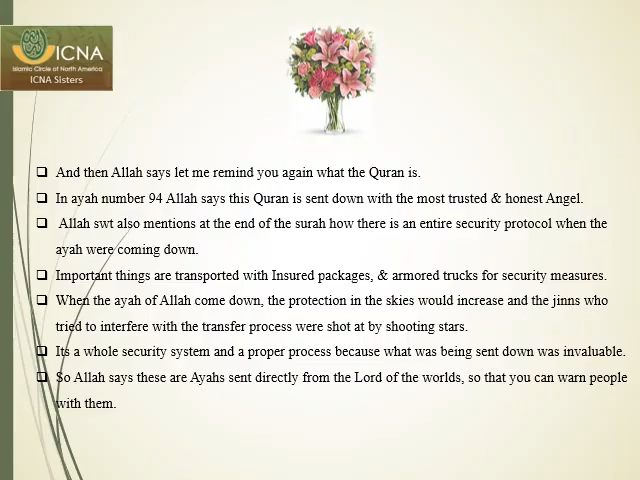 ICNA
Islamic Circle of North America
ICNA Sisters
❑ And then Allah says let me remind you again what the Quran is.
❑ In ayah number 94 Allah says this Quran is sent down with the most trusted & honest Angel.
❑ Allah swt also mentions at the end of the surah how there is an entire security protocol when the
ayah were coming down.
❑ Important things are transported with Insured packages, & armored trucks for security measures.
❑ When the ayah of Allah come down, the protection in the skies would increase and the jinns who
tried to interfere with the transfer process were shot at by shooting stars.
❑ Its a whole security system and a proper process because what was being sent down was invaluable.
❑ So Allah says these are Ayahs sent directly from the Lord of the worlds, so that you can warn people
with them.